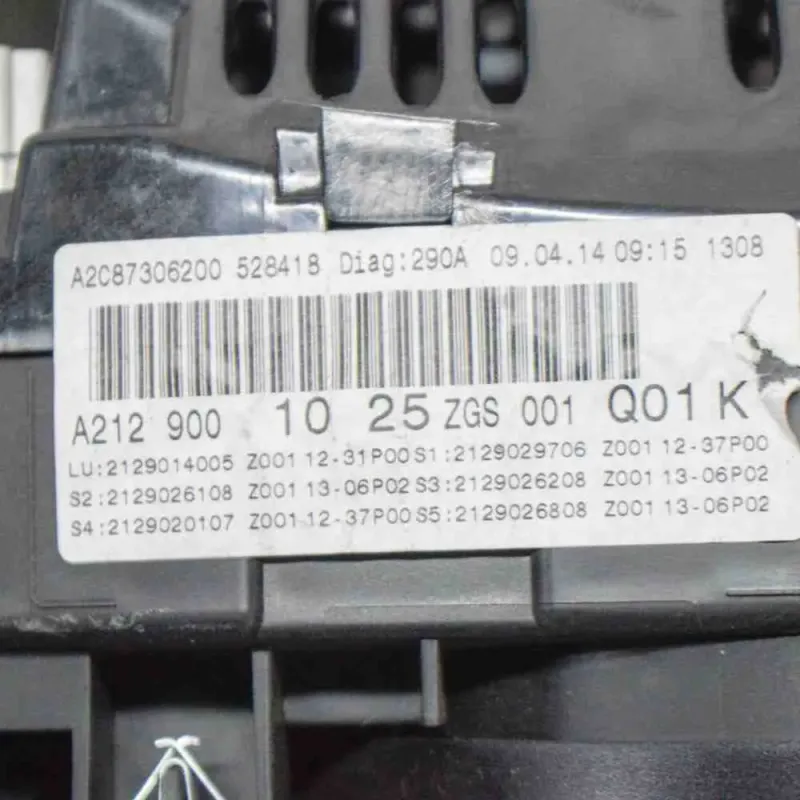 A2C87306200 528418 Diag:290A 09.04.14 09:15 1308
A212 900 10 25 ZGS 001 Q01 K
LU:2129014005 Z001 12-31P00 S1:2129029706 Z001 12-37P00
S2:2129026108 Z001 13-06P02 S3:2129026208 Z001 13-06P02
S4:2129020107 Z001 12-37P00 S5:2129026808 Z001 13-06P02